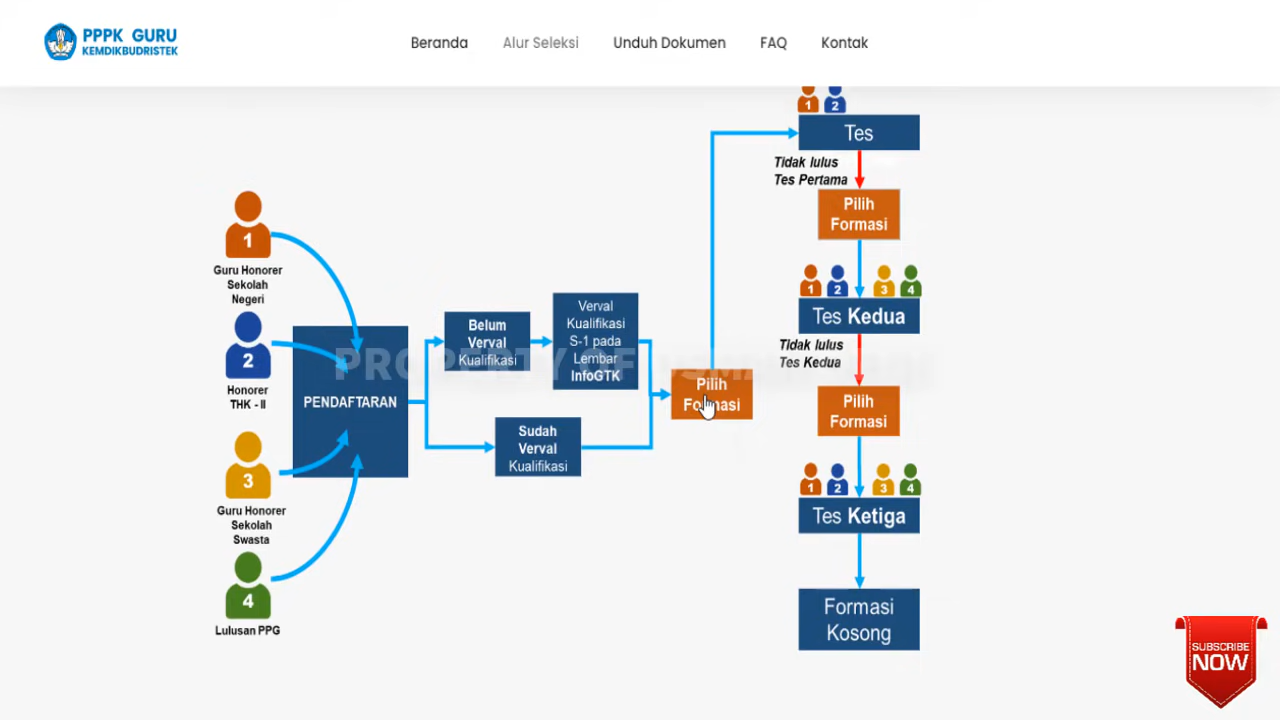 PPPK GURU
KEMDIKBUDRISTEK
Beranda
Alur Seleksi
Unduh Dokumen
FAQ
Kontak
1
Guru Honorer
Sekolah
Negeri
2
Honorer
THK - II
3
Guru Honorer
Sekolah
Swasta
4
Lulusan PPG
PENDAFTARAN
Belum
Verval
Kualifikasi
Verval
Kualifikasi
S-1 pada
Lembar
InfoGTK
Sudah
Verval
Kualifikasi
Pilih
Formasi
1 2
Tes
Tidak lulus
Tes Pertama
Pilih
Formasi
1 2 3 4
Tes Kedua
Tidak lulus
Tes Kedua
Pilih
Formasi
1 2 3 4
Tes Ketiga
Formasi
Kosong
PROPERTY OF
SUBSCRIBE
NOW